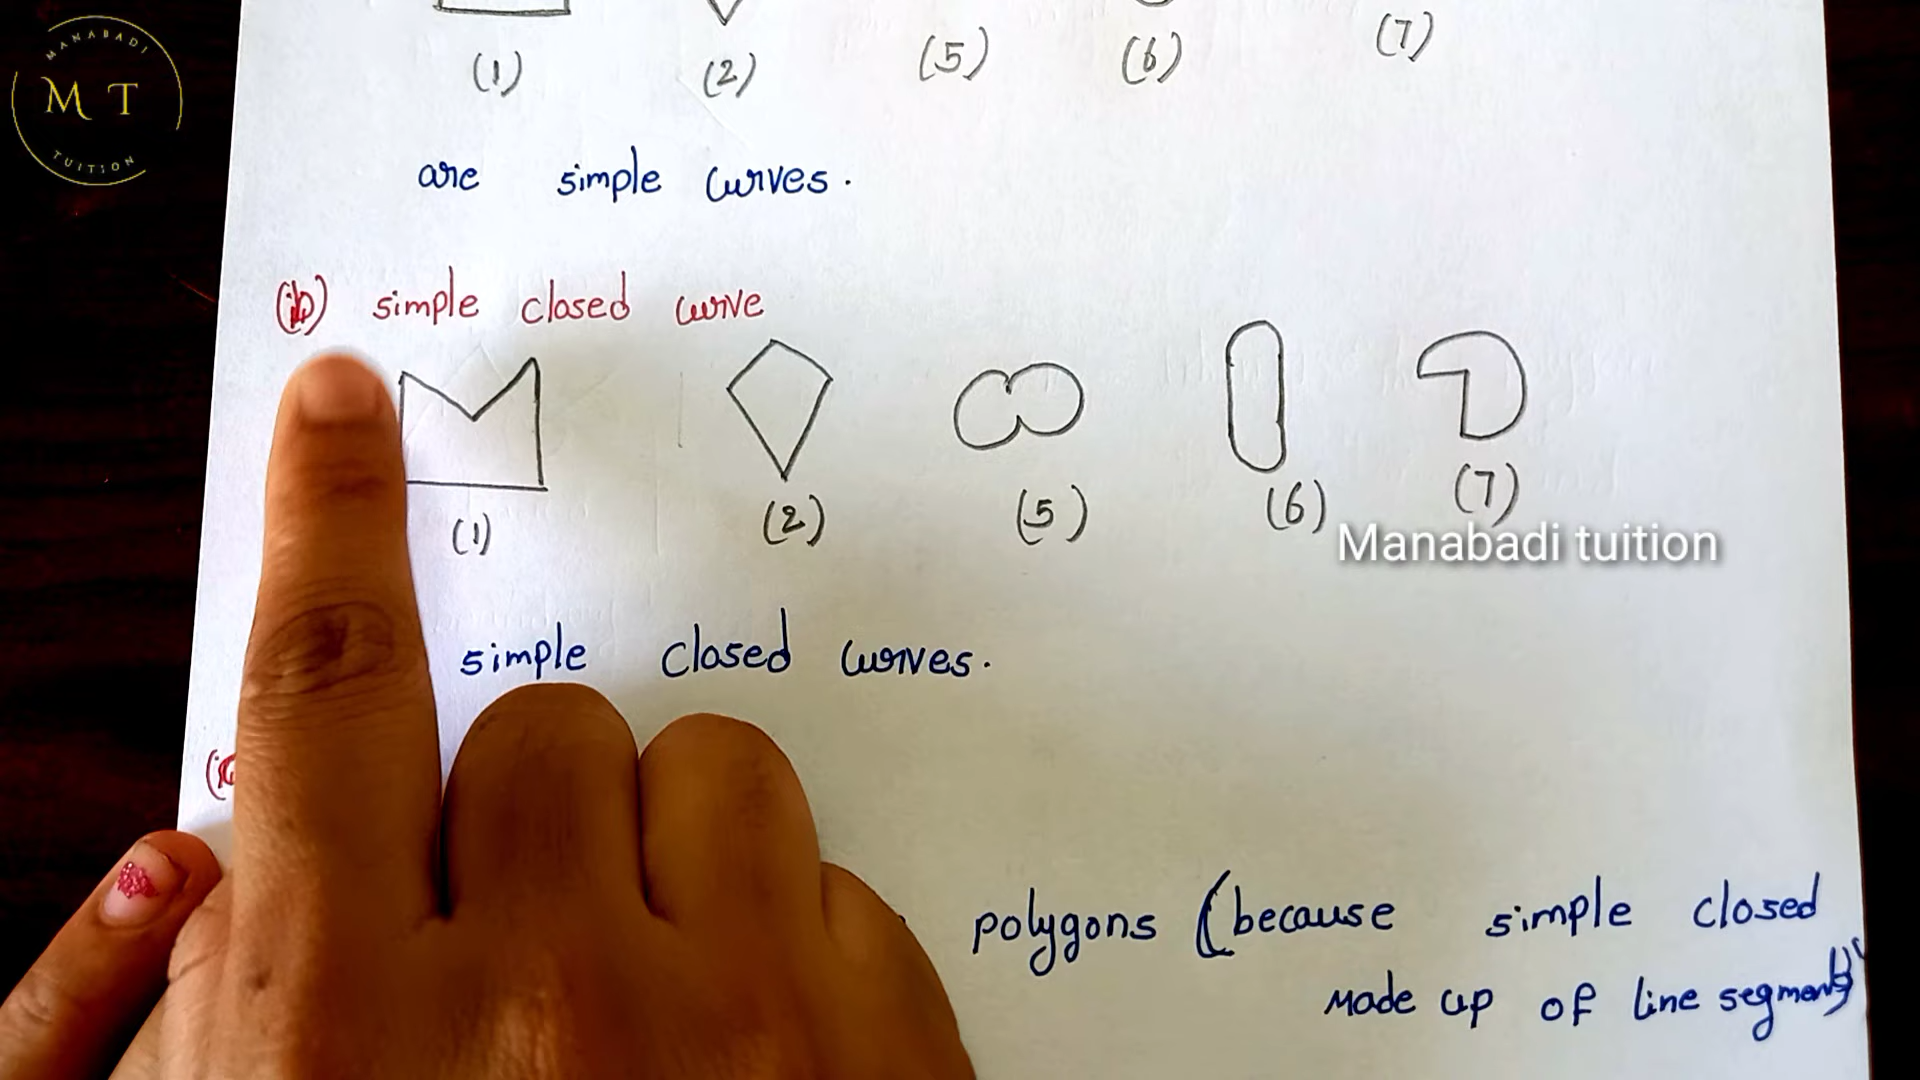 MANABADI
M T
TUITION
(1) (2) (5) (6) (7)
are simple curves.
(b) simple closed curve
(1) (2) (5) (6) (7)
Manabadi tuition
simple closed curves.
polygons (because simple closed
made up of line segments)